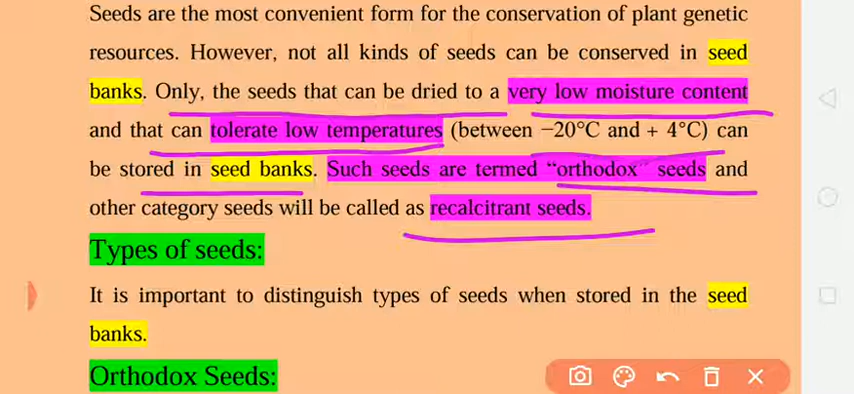 Seeds are the most convenient form for the conservation of plant genetic
resources. However, not all kinds of seeds can be conserved in seed
banks. Only, the seeds that can be dried to a very low moisture content
and that can tolerate low temperatures (between −20°C and + 4°C) can
be stored in seed banks. Such seeds are termed “orthodox” seeds and
other category seeds will be called as recalcitrant seeds.
Types of seeds:
It is important to distinguish types of seeds when stored in the seed
banks.
Orthodox Seeds: